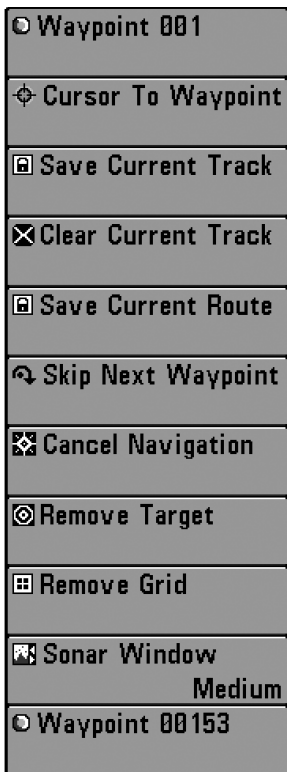 Waypoint 001
Cursor To Waypoint
Save Current Track
Clear Current Track
Save Current Route
Skip Next Waypoint
Cancel Navigation
Remove Target
Remove Grid
Sonar Window
Medium
Waypoint 00153